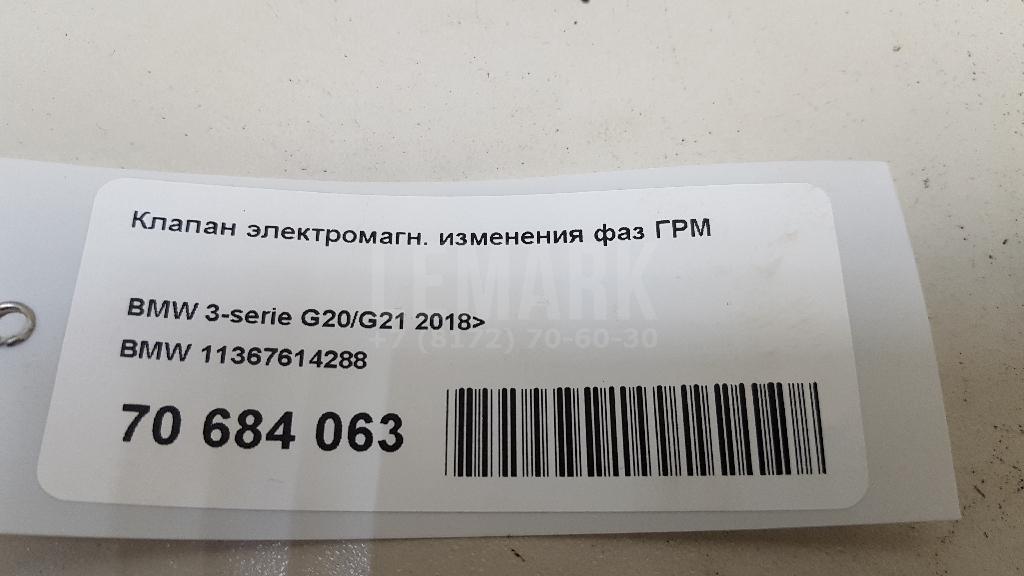 Клапан электромагн. изменения фаз ГРМ
LEMARK
BMW 3-serie G20/G21 2018>
+7 (8172) 70-60-30
BMW 11367614288
70 684 063